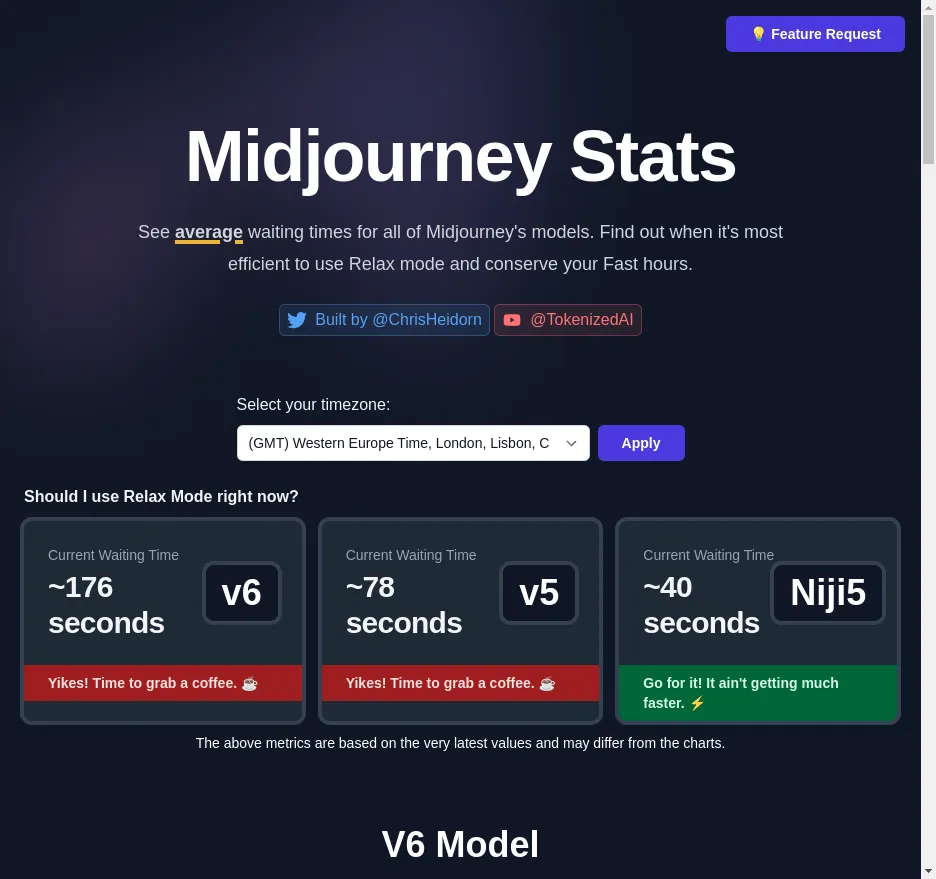 💡 Feature Request
Midjourney Stats
See average waiting times for all of Midjourney's models. Find out when it's most
efficient to use Relax mode and conserve your Fast hours.
Built by @ChrisHeidorn
@TokenizedAI
Select your timezone:
(GMT) Western Europe Time, London, Lisbon, C
Apply
Should I use Relax Mode right now?
Current Waiting Time
~176
seconds
v6
Yikes! Time to grab a coffee. ☕
Current Waiting Time
~78
seconds
v5
Yikes! Time to grab a coffee. ☕
Current Waiting Time
~40
seconds
Niji5
Go for it! It ain't getting much
faster. ⚡
The above metrics are based on the very latest values and may differ from the charts.
V6 Model